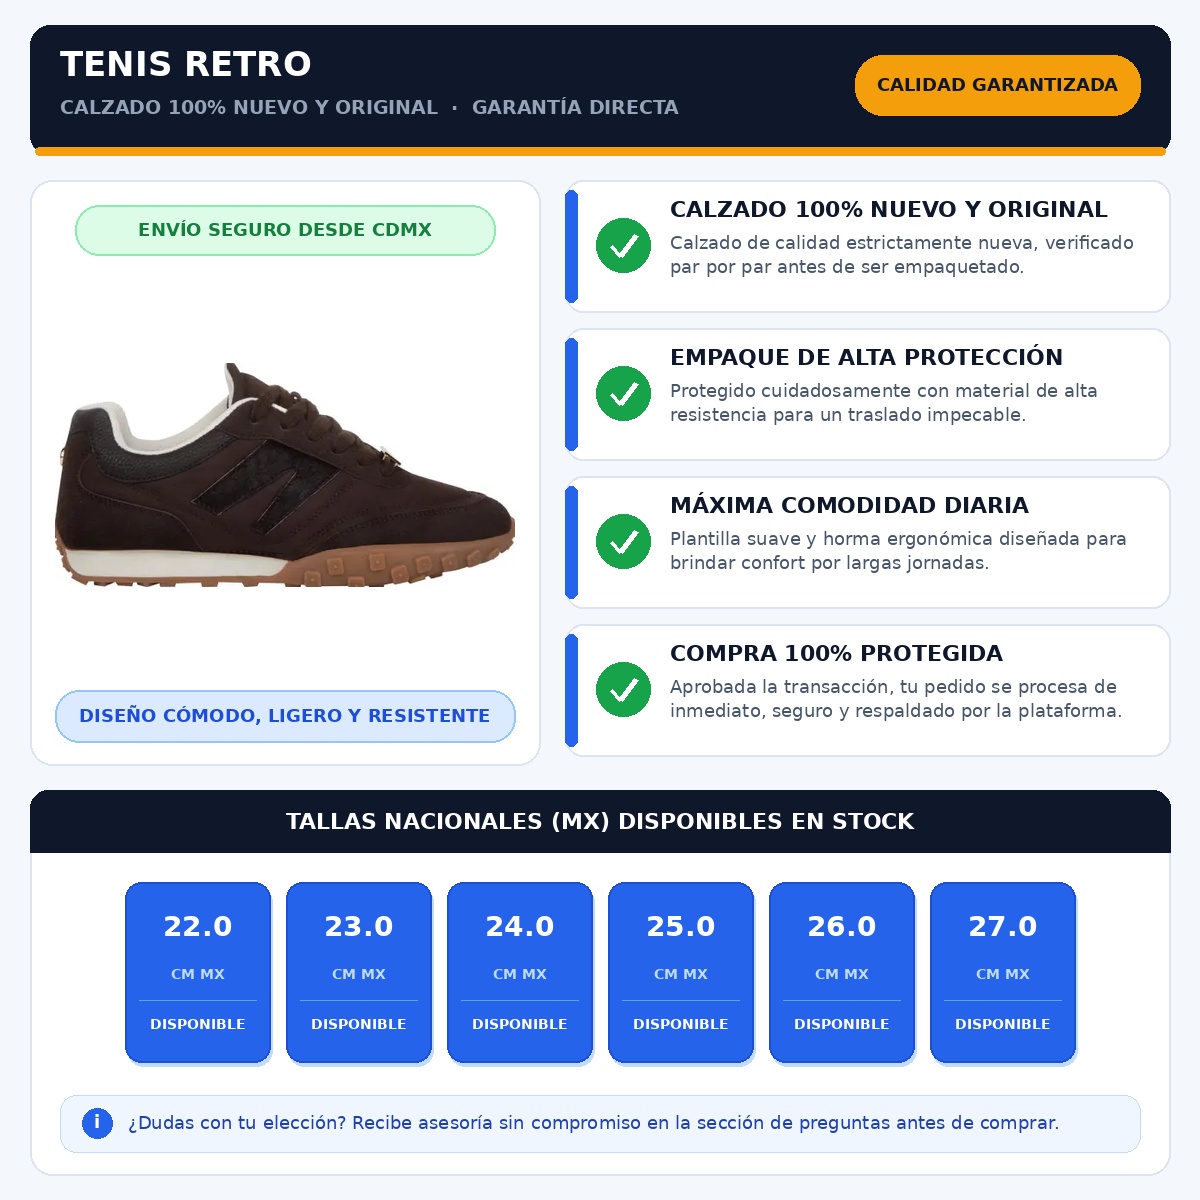 TENIS RETRO
CALZADO 100% NUEVO Y ORIGINAL · GARANTÍA DIRECTA
CALIDAD GARANTIZADA
ENVÍO SEGURO DESDE CDMX
DISEÑO CÓMODO, LIGERO Y RESISTENTE
CALZADO 100% NUEVO Y ORIGINAL
Calzado de calidad estrictamente nueva, verificado
par por par antes de ser empaquetado.
EMPAQUE DE ALTA PROTECCIÓN
Protegido cuidadosamente con material de alta
resistencia para un traslado impecable.
MÁXIMA COMODIDAD DIARIA
Plantilla suave y horma ergonómica diseñada para
brindar confort por largas jornadas.
COMPRA 100% PROTEGIDA
Aprobada la transacción, tu pedido se procesa de
inmediato, seguro y respaldado por la plataforma.
TALLAS NACIONALES (MX) DISPONIBLES EN STOCK
22.0
CM MX
DISPONIBLE
23.0
CM MX
DISPONIBLE
24.0
CM MX
DISPONIBLE
25.0
CM MX
DISPONIBLE
26.0
CM MX
DISPONIBLE
27.0
CM MX
DISPONIBLE
i
¿Dudas con tu elección? Recibe asesoría sin compromiso en la sección de preguntas antes de comprar.